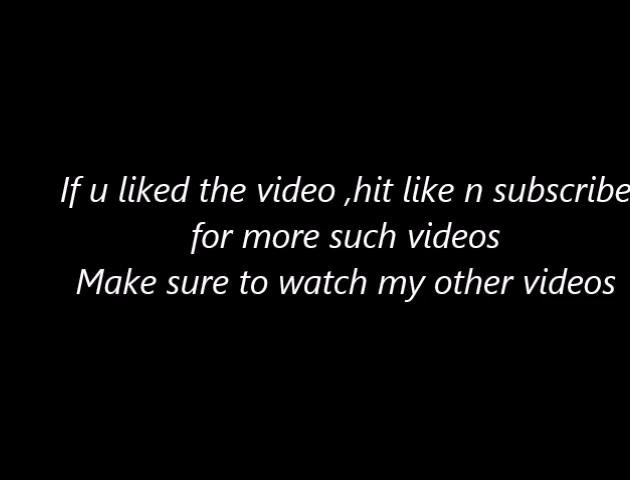 If u liked the video ,hit like n subscribe
for more such videos
Make sure to watch my other videos